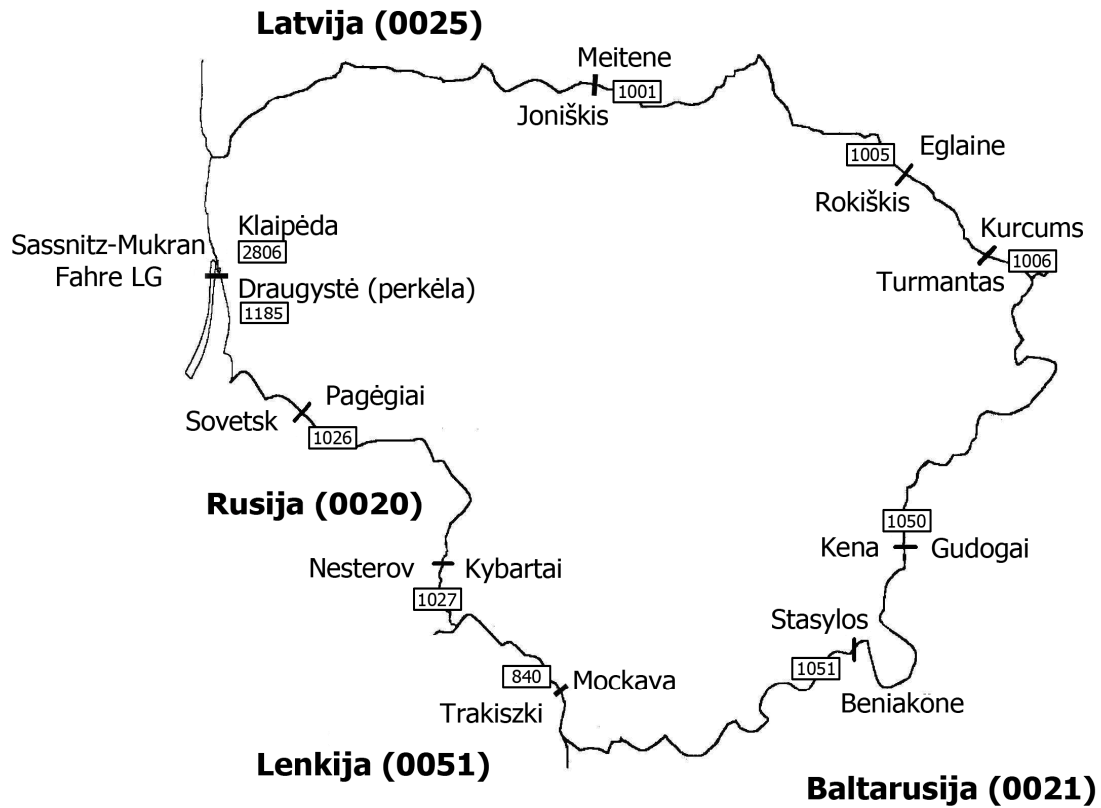 Latvija (0025)
Meitene
1001
Joniškis
1005
Eglaine
Rokiškis
Kurcums
1006
Turmantas
Klaipėda
2806
Sassnitz-Mukran
Fahre LG
Draugystė (perkėla)
1185
Pagėgiai
Sovetsk
1026
Rusija (0020)
1050
Kena
Gudogai
Nesterov
Kybartai
1027
Stasylos
1051
840
Mockava
Beniakóne
Trakiszki
Lenkija (0051)
Baltarusija (0021)